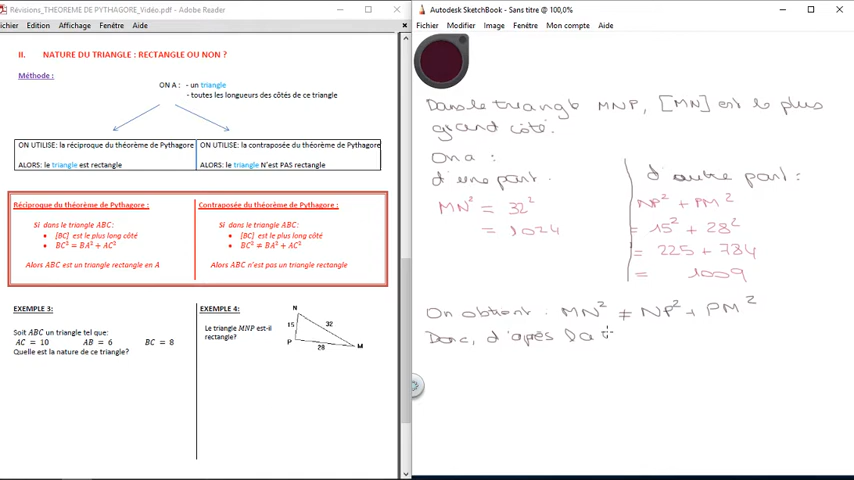 Révisions_THEOREME DE PYTHAGORE_Vidéo.pdf - Adobe Reader
Fichier Edition Affichage Fenêtre Aide
II. NATURE DU TRIANGLE : RECTANGLE OU NON ?
Méthode :
ON A : - un triangle
- toutes les longueurs des côtés de ce triangle
ON UTILISE: la réciproque du théorème de Pythagore
ALORS: le triangle est rectangle
ON UTILISE: la contraposée du théorème de Pythagore
ALORS: le triangle N'est PAS rectangle
Réciproque du théorème de Pythagore :
Si dans le triangle ABC:
• [BC] est le plus long côté
• BC² = BA² + AC²
Alors ABC est un triangle rectangle en A
Contraposée du théorème de Pythagore :
Si dans le triangle ABC:
• [BC] est le plus long côté
• BC² ≠ BA² + AC²
Alors ABC n'est pas un triangle rectangle
EXEMPLE 3:
Soit ABC un triangle tel que:
AC = 10 AB = 6 BC = 8
Quelle est la nature de ce triangle?
EXEMPLE 4:
Le triangle MNP est-il
rectangle?
N
15
32
P
28
M
Autodesk SketchBook - Sans titre @ 100,0%
Fichier Modifier Image Fenêtre Mon compte Aide
Dans le triangle MNP, [MN] est le plus
grand côté.
On a :
d'une part.
MN² = 32²
= 1024
d'autre part :
NP² + PM²
= 15² + 28²
= 225 + 784
= 1009
On obtient. MN² ≠ NP² + PM²
Donc, d'après la